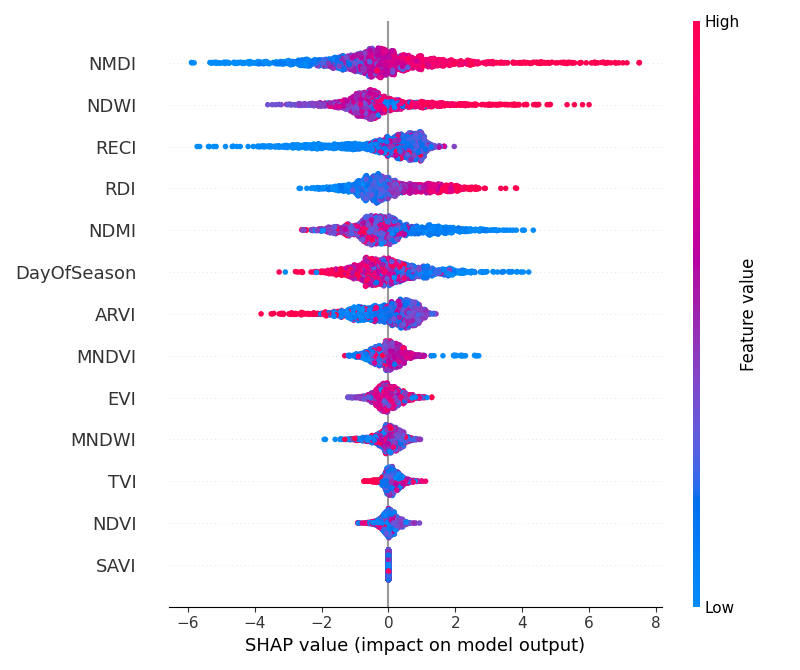 High
NMDI
NDWI
RECI
RDI
NDMI
DayOfSeason
ARVI
MNDVI
EVI
MNDWI
TVI
NDVI
SAVI
Feature value
Low
−6 −4 −2 0 2 4 6 8
SHAP value (impact on model output)